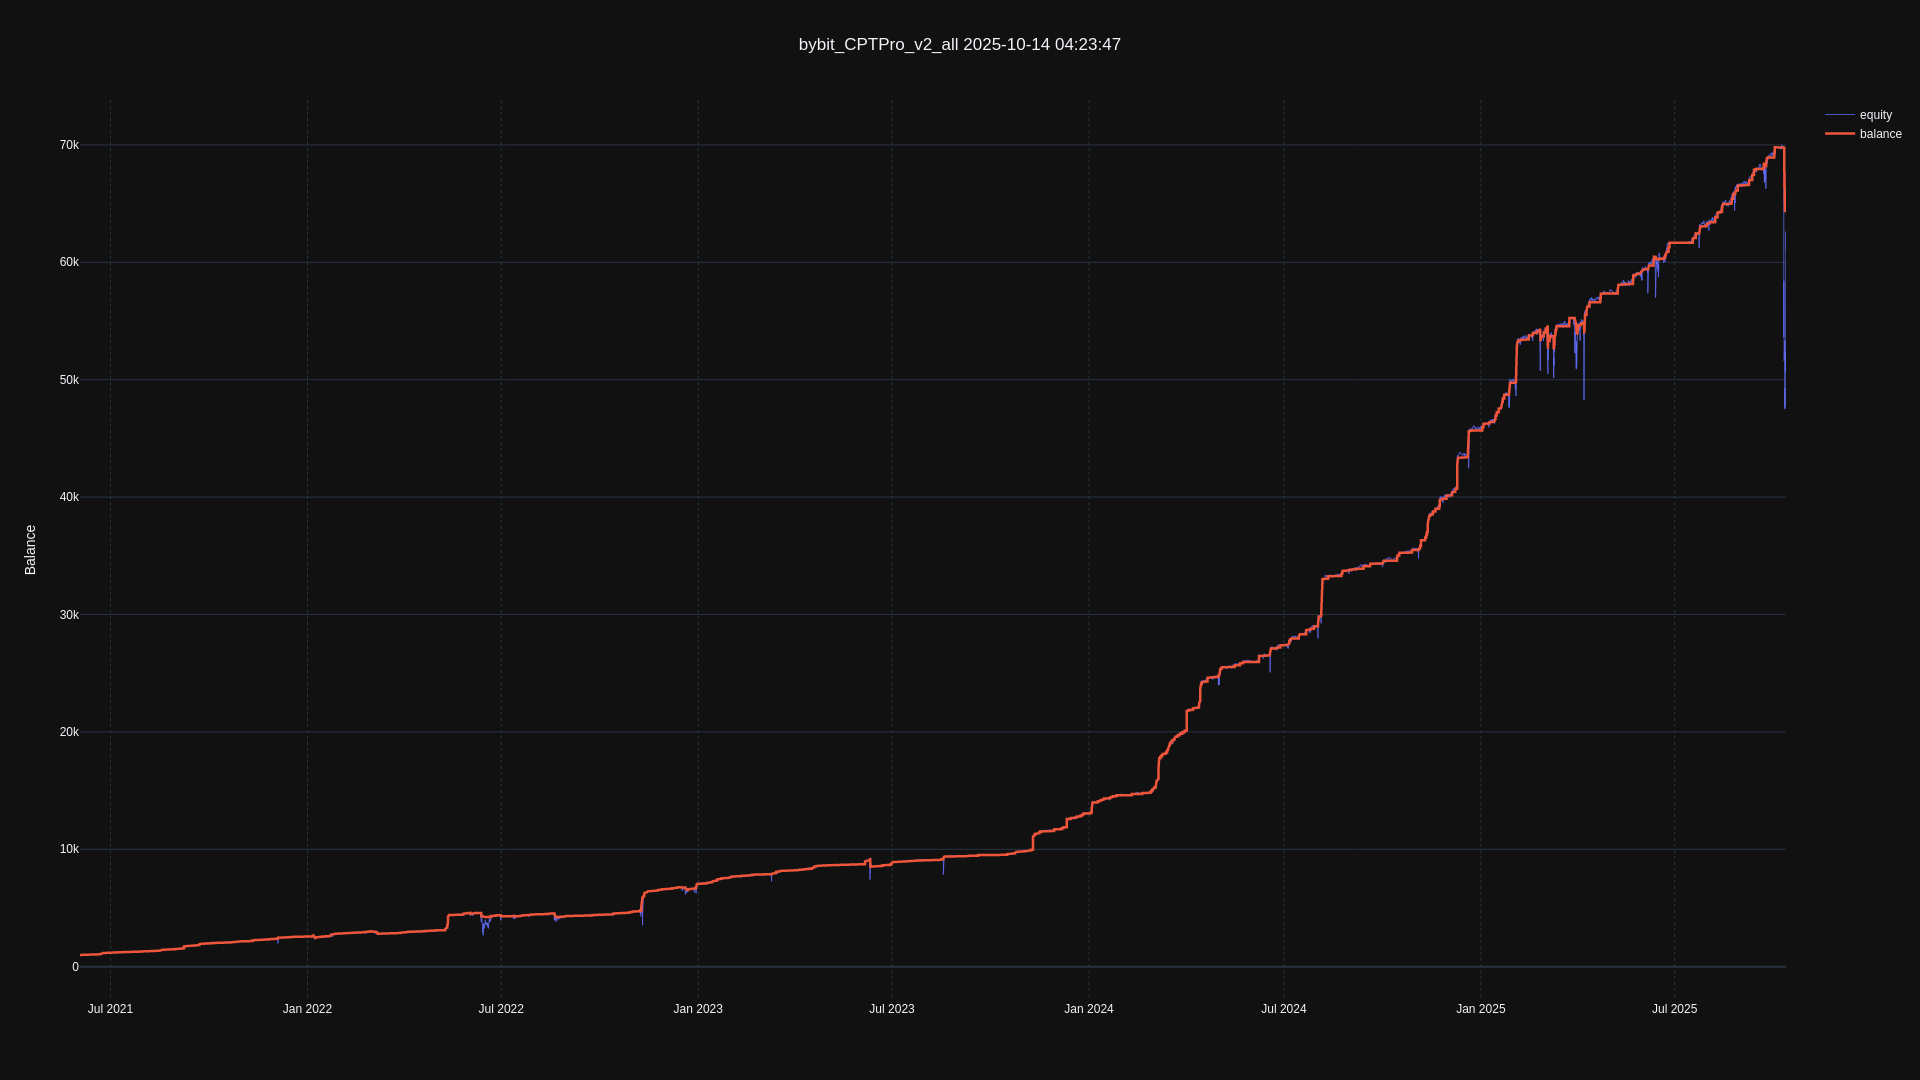 bybit_CPTPro_v2_all 2025-10-14 04:23:47
equity
balance
70k
60k
50k
40k
30k
20k
10k
0
Balance
Jul 2021
Jan 2022
Jul 2022
Jan 2023
Jul 2023
Jan 2024
Jul 2024
Jan 2025
Jul 2025